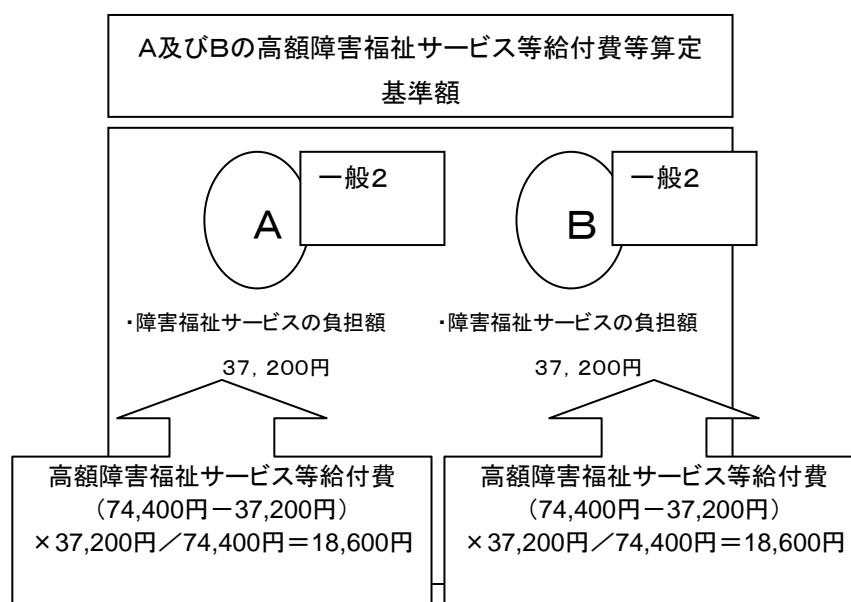 A及びBの高額障害福祉サービス等給付費等算定
基準額
一般2
一般2
A
B
・障害福祉サービスの負担額
・障害福祉サービスの負担額
37，200円
37，200円
高額障害福祉サービス等給付費
（74,400円－37,200円）
×37,200円／74,400円＝18,600円
高額障害福祉サービス等給付費
（74,400円－37,200円）
×37,200円／74,400円＝18,600円